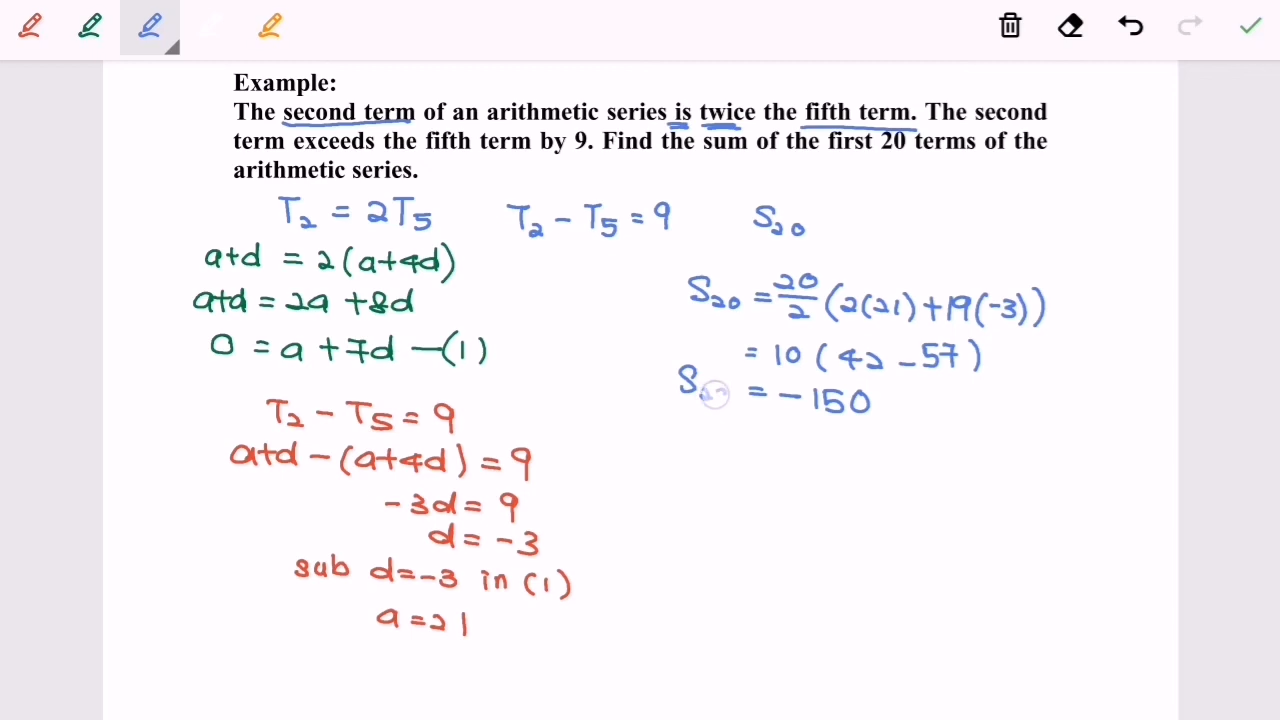 Example:
The second term of an arithmetic series is twice the fifth term. The second
term exceeds the fifth term by 9. Find the sum of the first 20 terms of the
arithmetic series.
T₂ = 2T₅
T₂ - T₅ = 9
S₂₀
a+d = 2(a+4d)
a+d = 2a + 8d
0 = a + 7d —(1)
T₂ - T₅ = 9
a+d - (a+4d) = 9
-3d = 9
d = -3
sub d=-3 in (1)
a = 21
S₂₀ = 20/2 (2(21) + 19(-3))
= 10 (42 - 57)
S₂₀ = -150